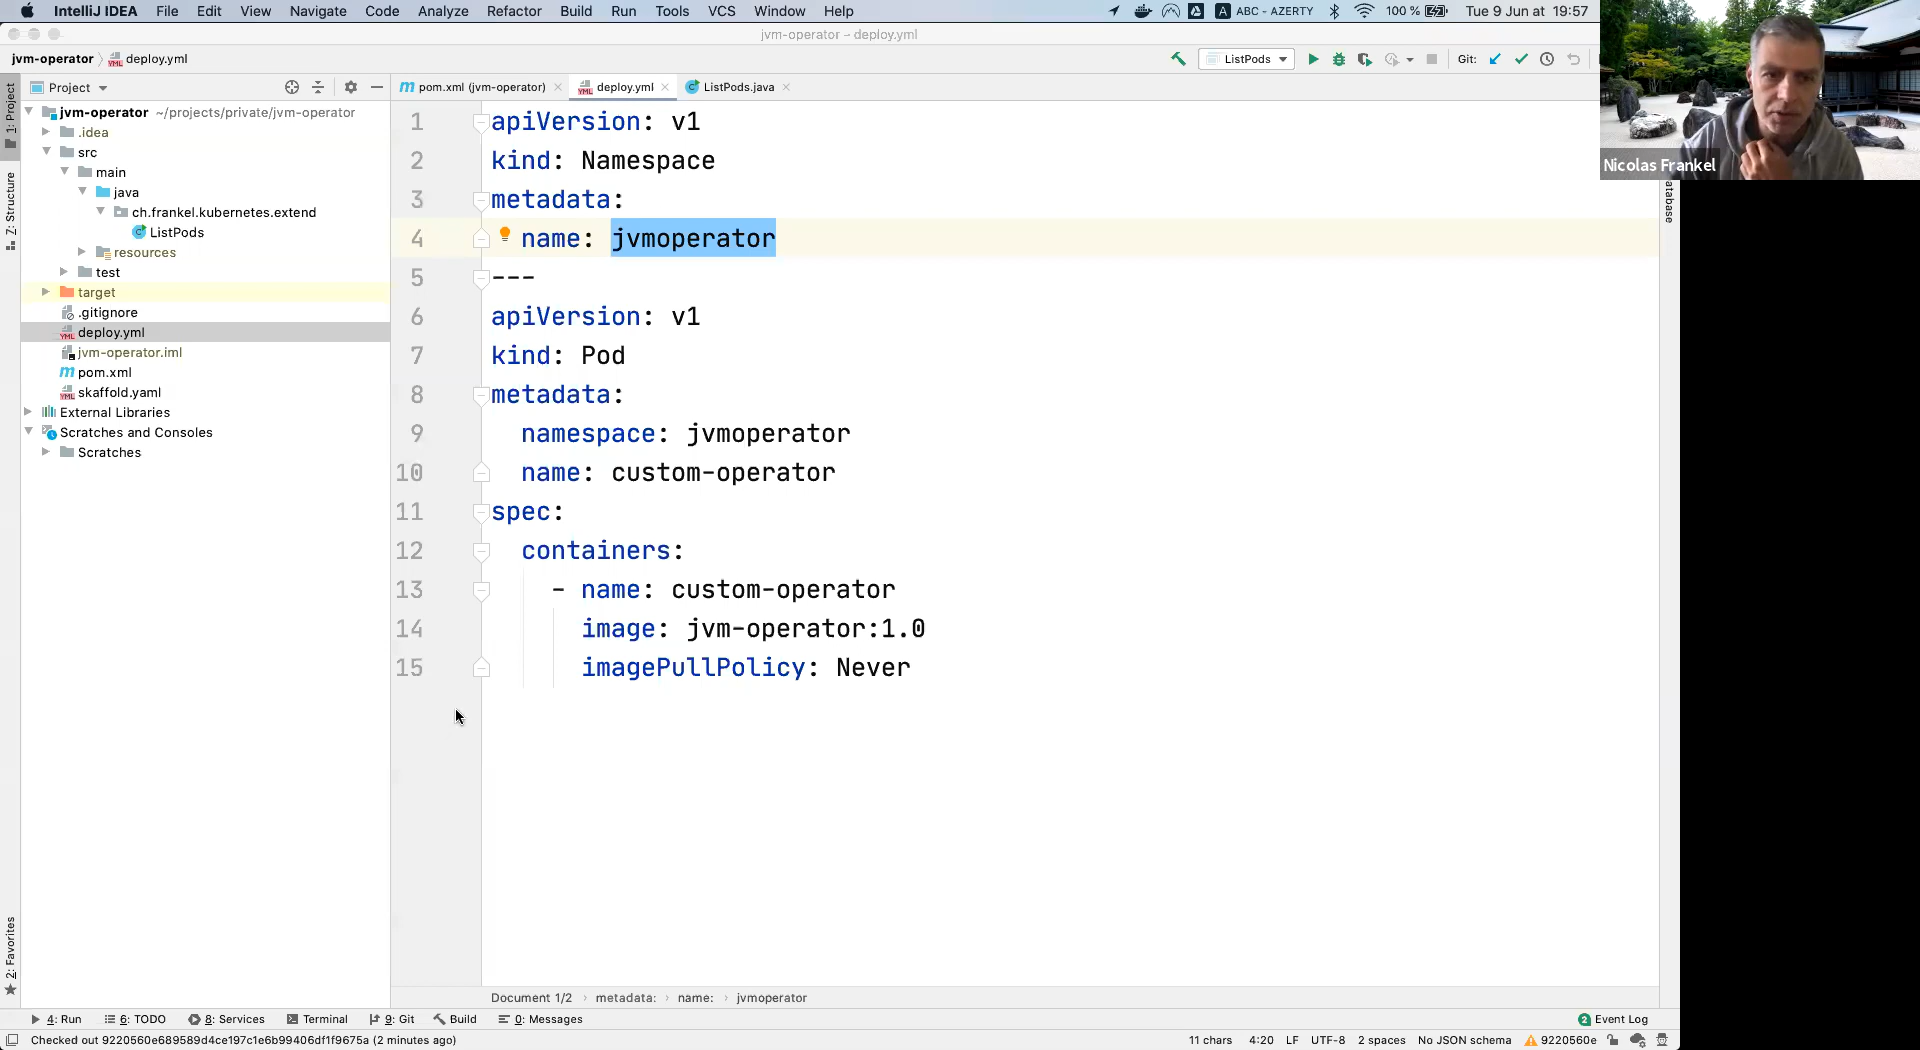 IntelliJ IDEA File Edit View Navigate Code Analyze Refactor Build Run Tools VCS Window Help
A ABC - AZERTY 100 % Tue 9 Jun at 19:57
jvm-operator – deploy.yml
jvm-operator deploy.yml
ListPods Git:
Project
pom.xml (jvm-operator) deploy.yml ListPods.java
1: Project
Z: Structure
2: Favorites
jvm-operator ~/projects/private/jvm-operator
.idea
src
main
java
ch.frankel.kubernetes.extend
ListPods
resources
test
target
.gitignore
deploy.yml
jvm-operator.iml
pom.xml
skaffold.yaml
External Libraries
Scratches and Consoles
Scratches
1 apiVersion: v1
2 kind: Namespace
3 metadata:
4 name: jvmoperator
5 ---
6 apiVersion: v1
7 kind: Pod
8 metadata:
9 namespace: jvmoperator
10 name: custom-operator
11 spec:
12 containers:
13 - name: custom-operator
14 image: jvm-operator:1.0
15 imagePullPolicy: Never
Nicolas Frankel
atabase
Document 1/2 › metadata: › name: › jvmoperator
4: Run 6: TODO 8: Services Terminal 9: Git Build 0: Messages 2 Event Log
Checked out 9220560e689589d4ce197c1e6b99406df1f9675a (2 minutes ago) 11 chars 4:20 LF UTF-8 2 spaces No JSON schema 9220560e